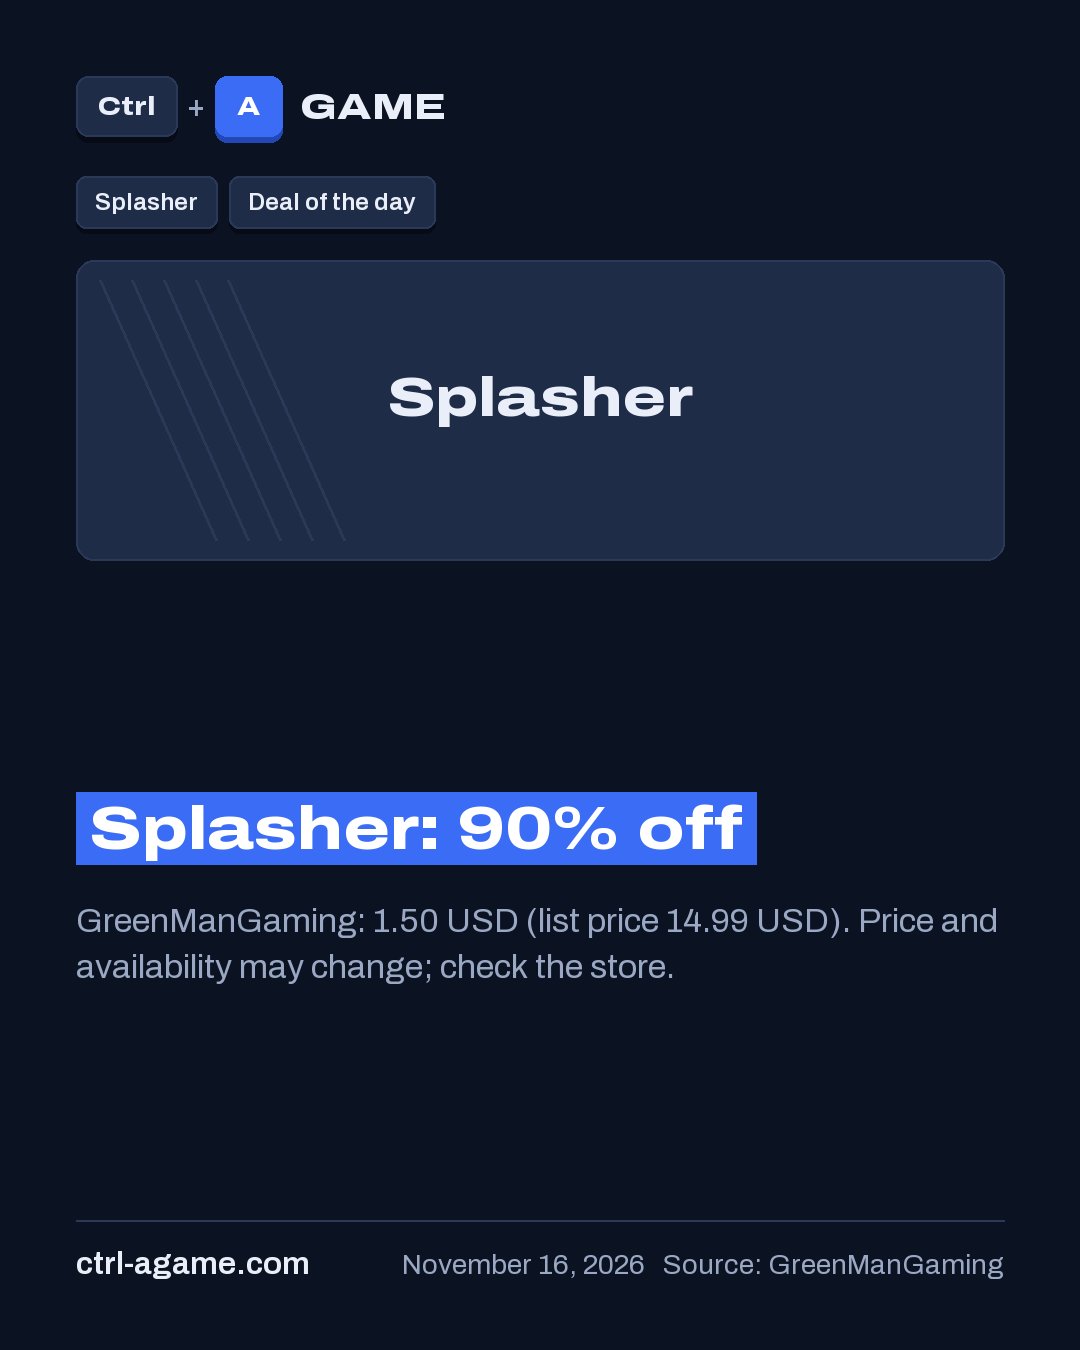 Ctrl + A GAME
Splasher Deal of the day
Splasher
Splasher: 90% off
GreenManGaming: 1.50 USD (list price 14.99 USD). Price and
availability may change; check the store.
ctrl-agame.com November 16, 2026 Source: GreenManGaming